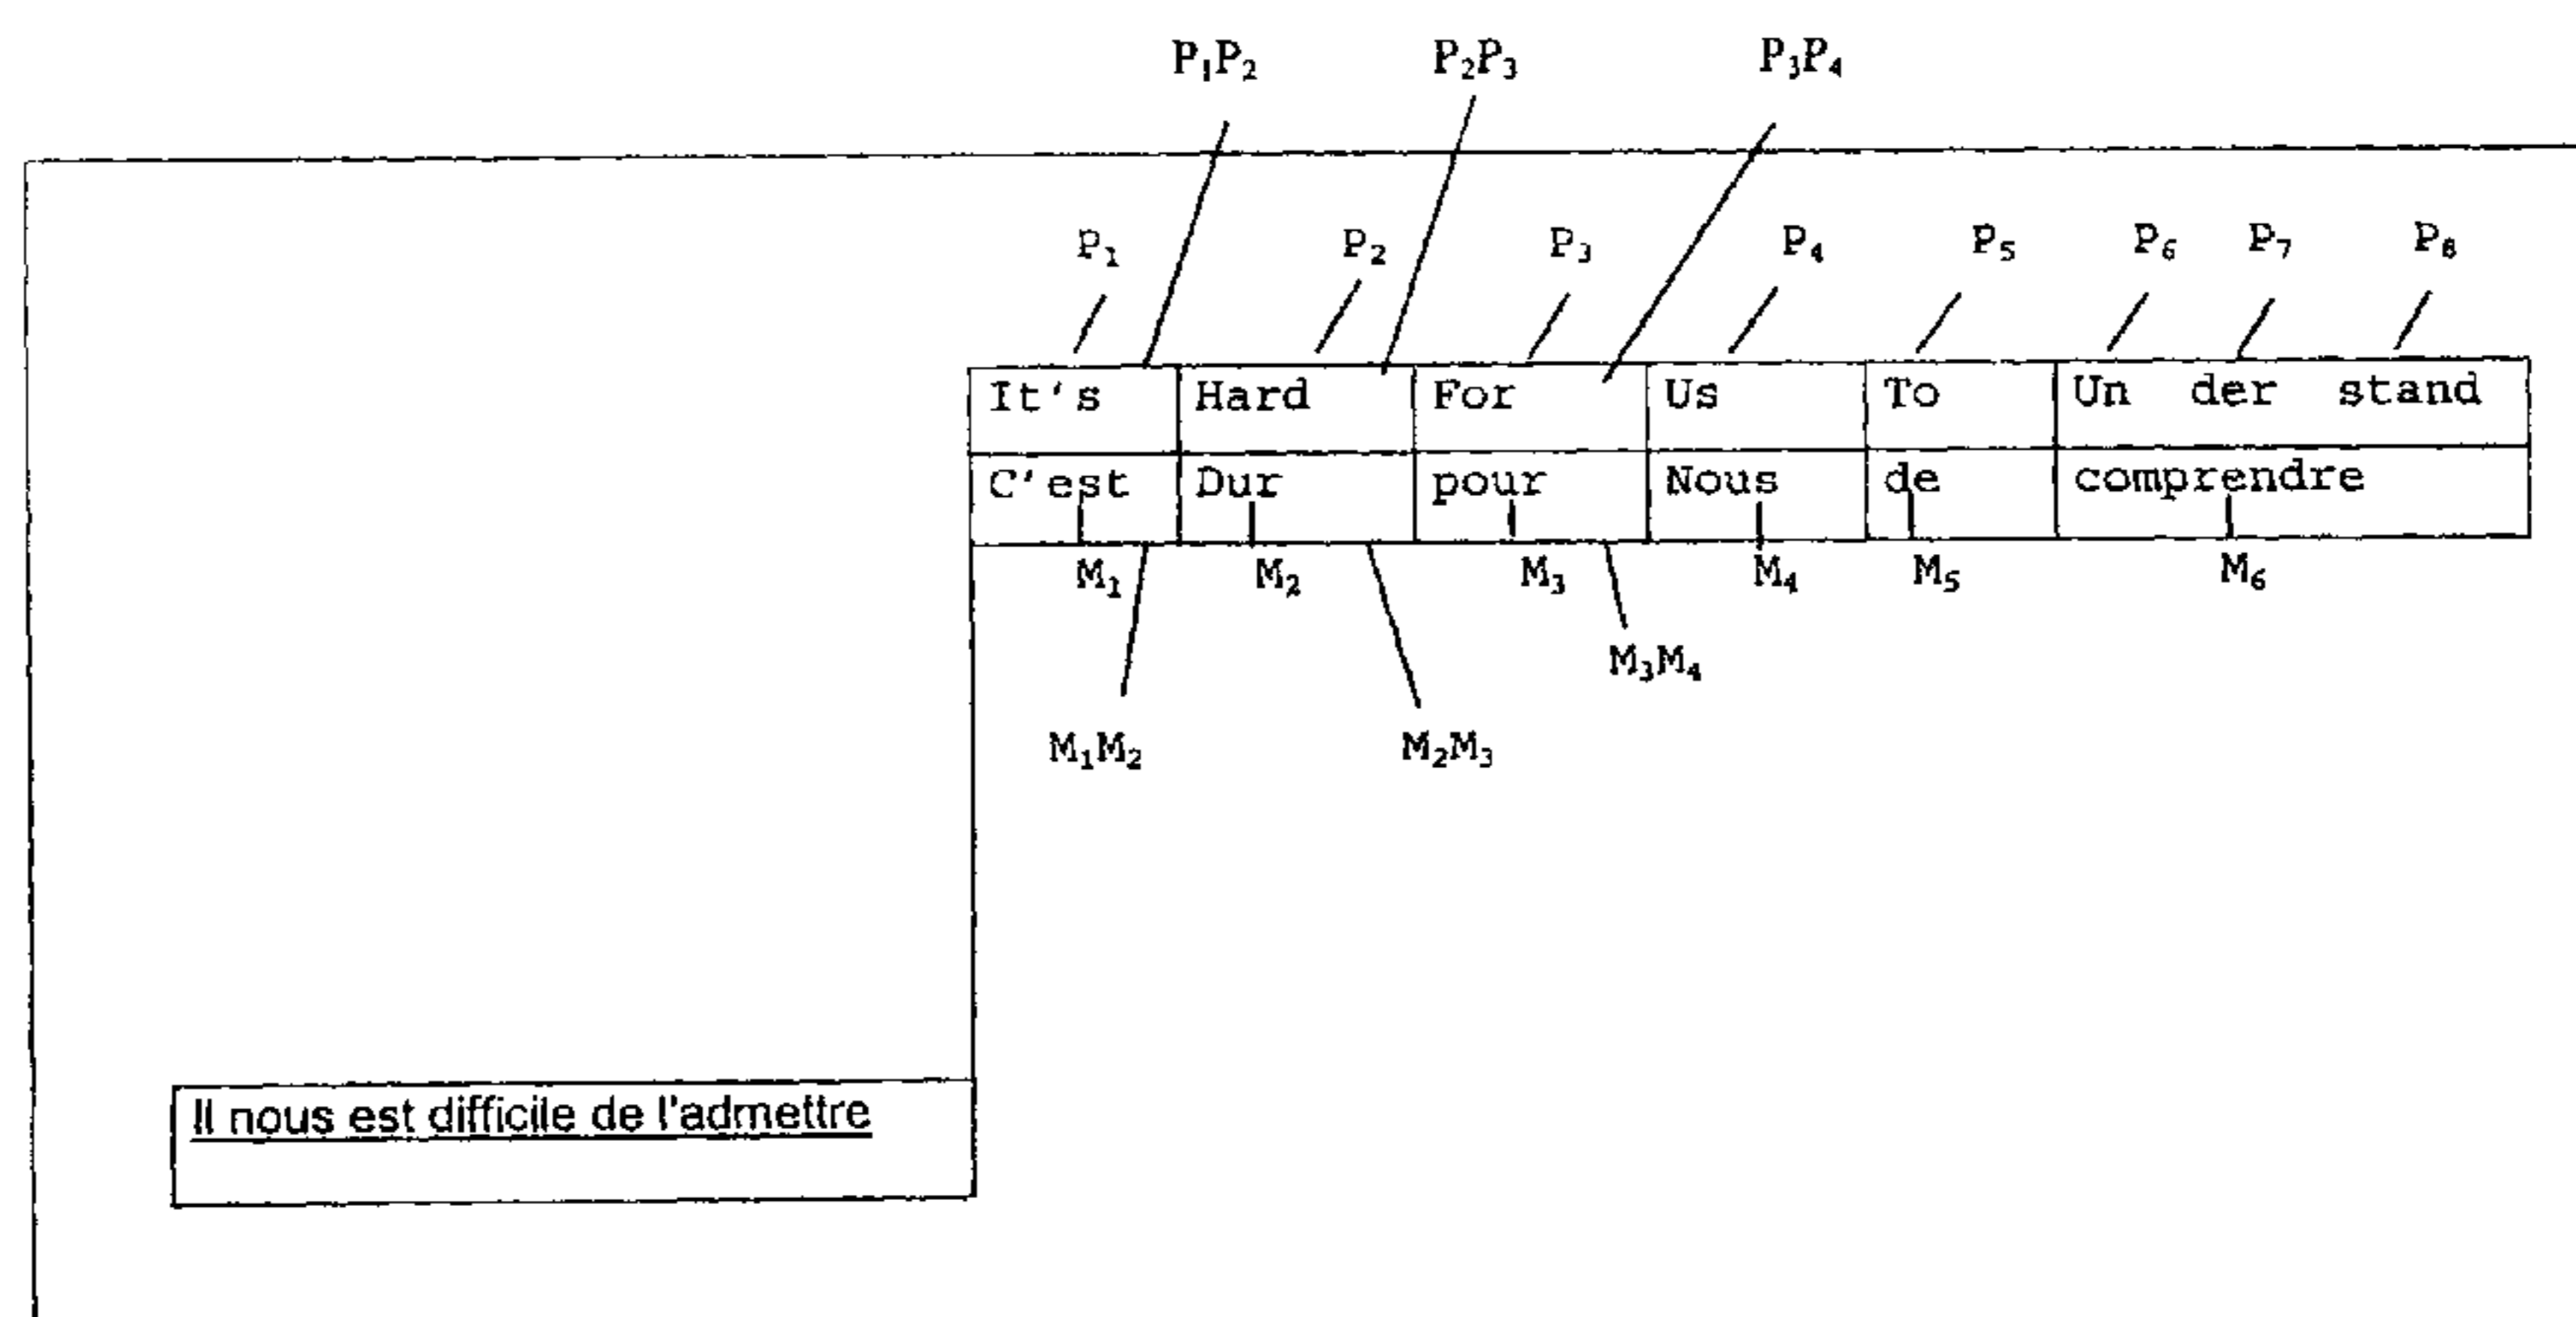 P₁P₂ P₂P₃ P₃P₄
P₁ P₂ P₃ P₄ P₅ P₆ P₇ P₈
It's Hard For Us To Un der stand
C'est Dur pour Nous de comprendre
M₁ M₂ M₃ M₄ M₅ M₆
M₃M₄
M₁M₂ M₂M₃
Il nous est difficile de l'admettre